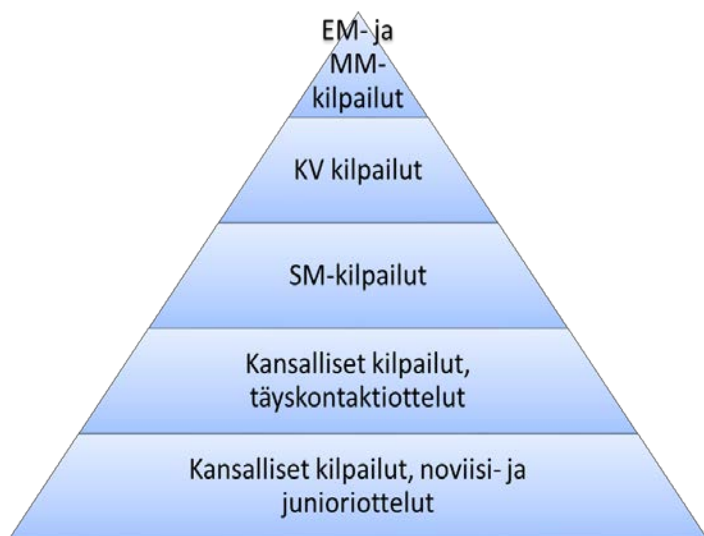 EM- ja
MM-
kilpailut
KV kilpailut
SM-kilpailut
Kansalliset kilpailut,
täyskontaktiottelut
Kansalliset kilpailut, noviisi- ja
junioriottelut